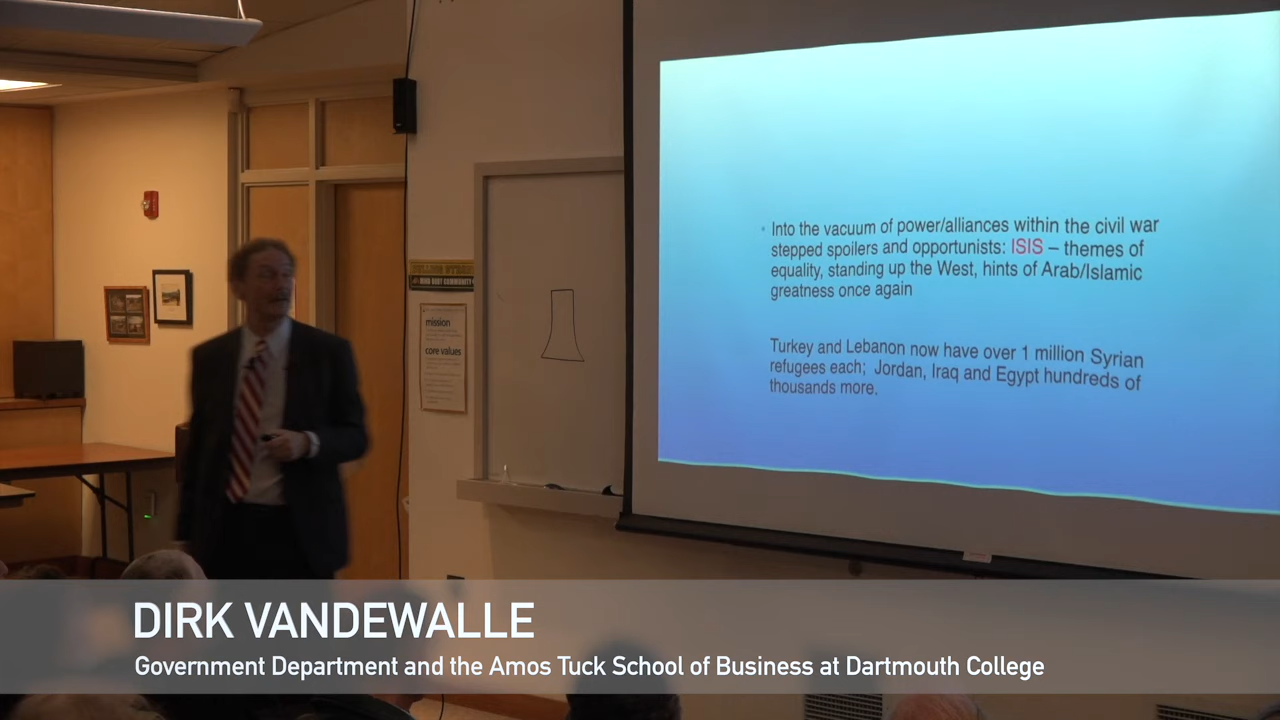 Into the vacuum of power/alliances within the civil war
stepped spoilers and opportunists: ISIS – themes of
equality, standing up the West, hints of Arab/Islamic
greatness once again
Turkey and Lebanon now have over 1 million Syrian
refugees each; Jordan, Iraq and Egypt hundreds of
thousands more.
mission
core values
DIRK VANDEWALLE
Government Department and the Amos Tuck School of Business at Dartmouth College